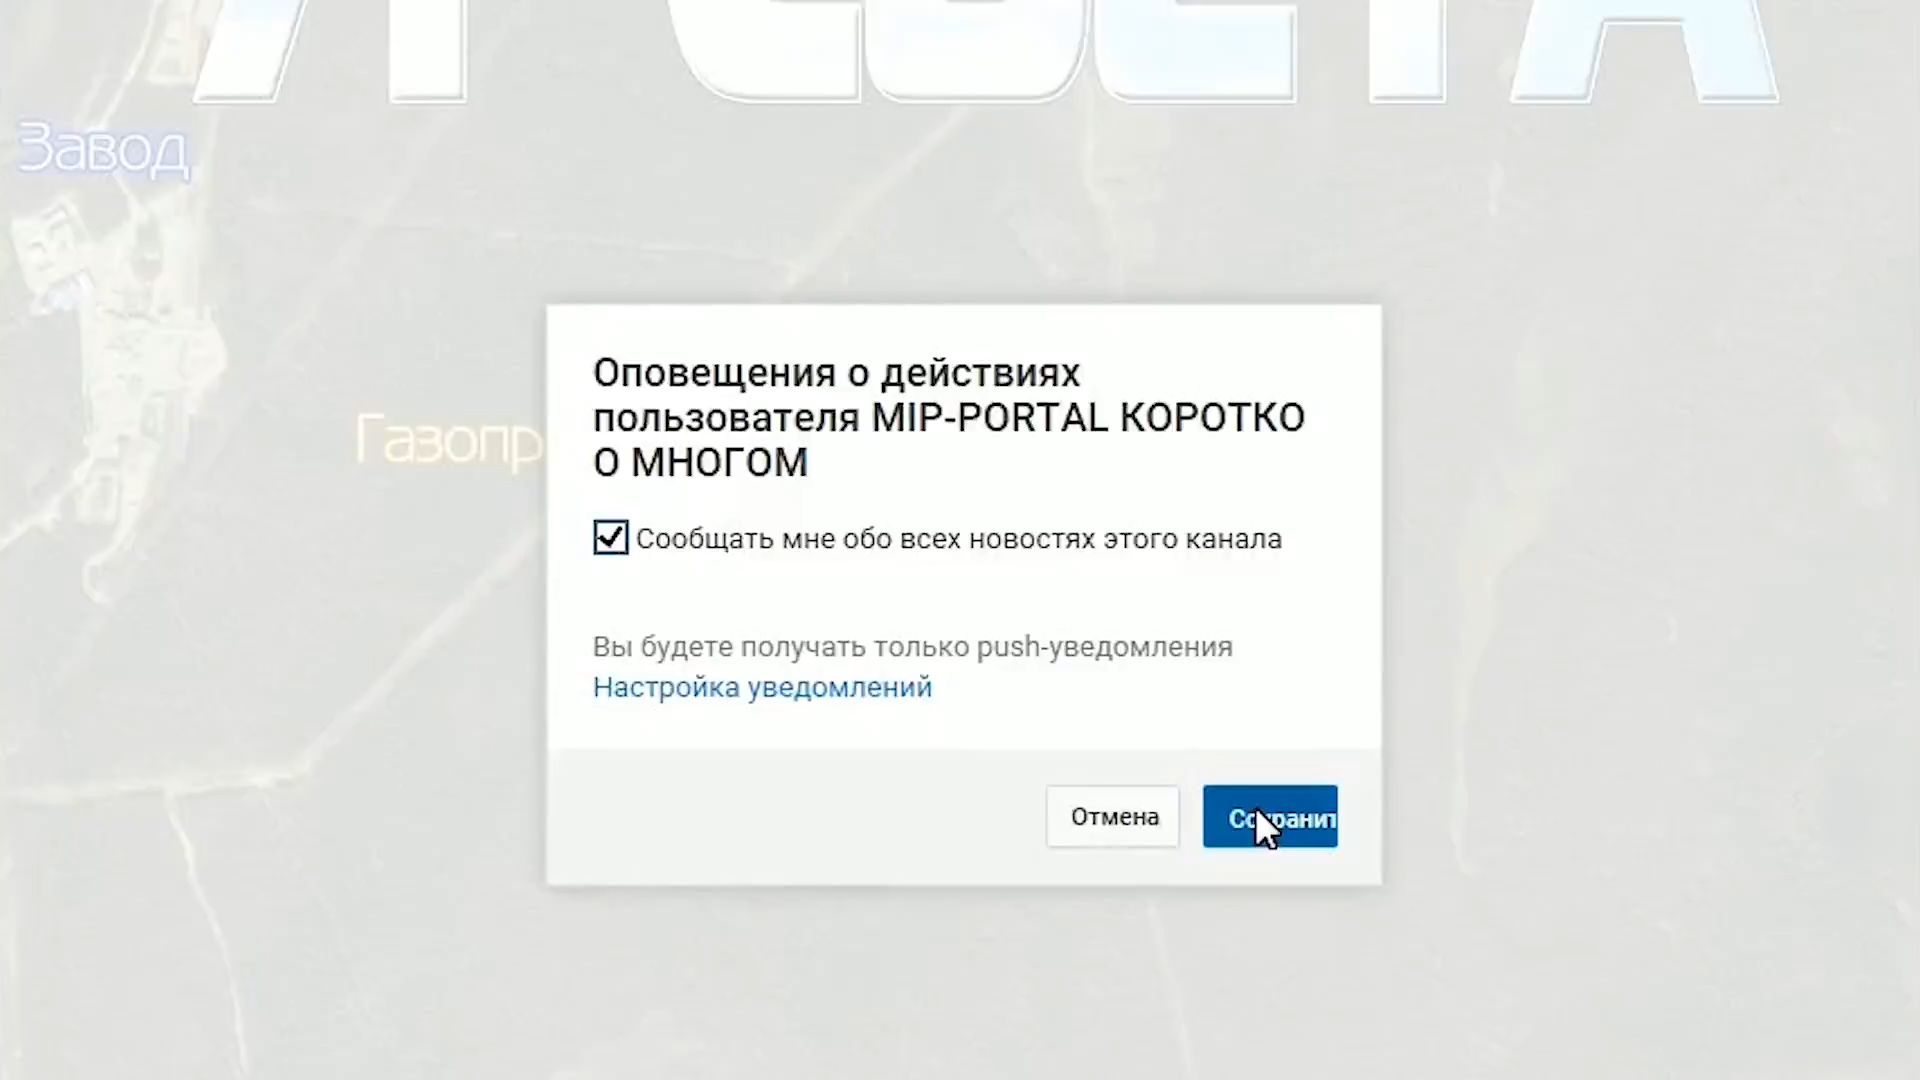 Завод
Газопр
Оповещения о действиях
пользователя MIP-PORTAL КОРОТКО
О МНОГОМ
Сообщать мне обо всех новостях этого канала
Вы будете получать только push-уведомления
Настройка уведомлений
Отмена